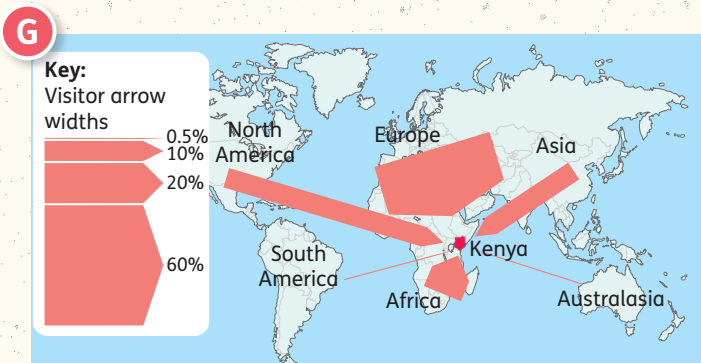 G
Key:
Visitor arrow
widths
0.5%
10%
20%
60%
North
America
Europe
Asia
South
America
Kenya
Africa
Australasia